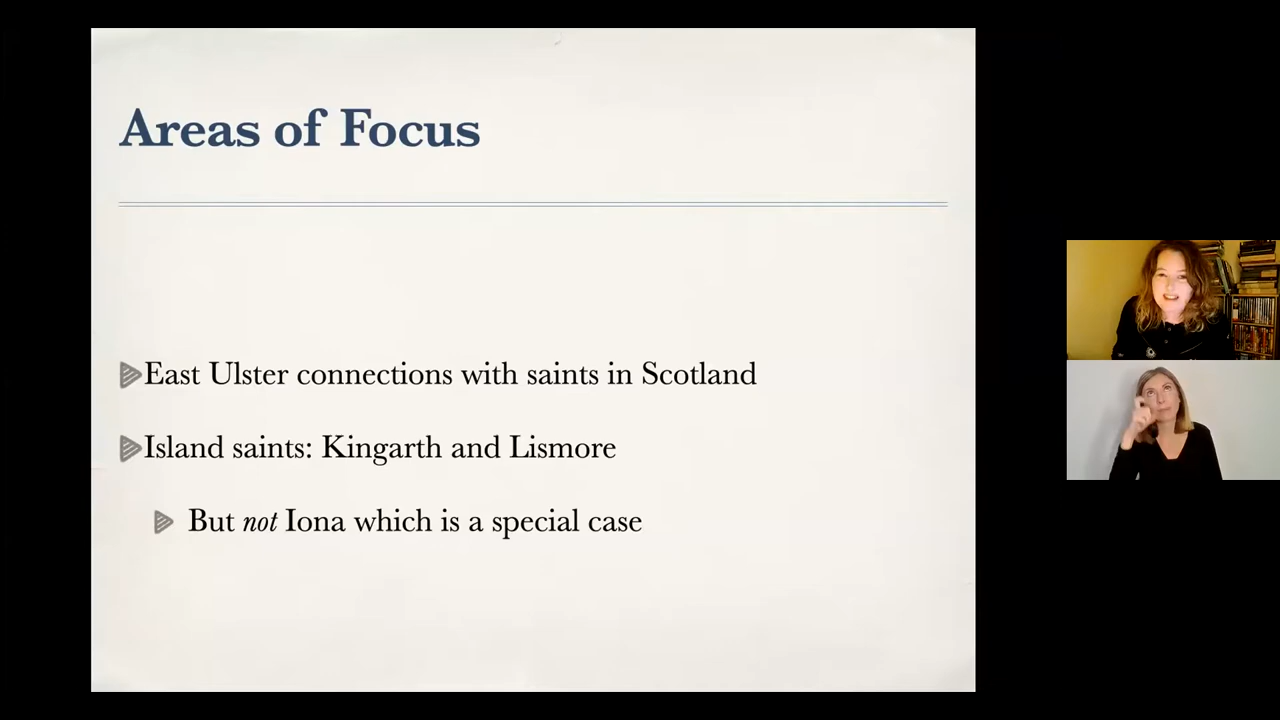 Areas of Focus
East Ulster connections with saints in Scotland
Island saints: Kingarth and Lismore
But not Iona which is a special case